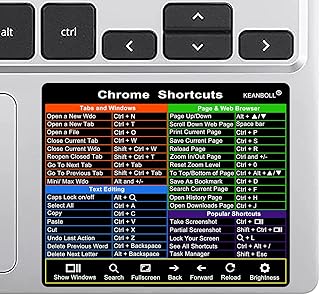 alt
ctrl
Chrome Shortcuts
KEANBOLL
Tabs and Windows
Open a New Wdo Ctrl + N
Open a New Tab Ctrl + T
Open a File Ctrl + O
Close Current Tab Ctrl + W
Close Current Wdo Shift + Ctrl + W
Reopen Closed Tab Shift + Ctrl + T
Go To Next Tab Ctrl + Tab
Go To Previous Tab Shift + Ctrl + Tab
Mini/ Max Wdo Alt and +/-
Text Editing
Caps Lock on/off Alt +
Select All Ctrl + A
Copy Ctrl + C
Paste Ctrl + V
Cut Ctrl + X
Undo Last Action Ctrl + Z
Delete Previous Word Ctrl + Backspace
Delete Next Letter Alt + Backspace
Page & Web Browser
Page Up/Down Alt + ▲/▼
Scroll Down Web Page Space bar
Print Current Page Ctrl + P
Save Current Page Ctrl + S
Reload Page Ctrl + R
Zoom In/Out Page Ctrl and +/-
Reset Zoom Level Ctrl + 0
To Top/Bottom of Page Ctrl+Alt+▲/▼
Save As Bookmark Ctrl + D
Search Current Page Ctrl + F
Open History Page Ctrl + H
Open Downloads Page Ctrl + J
Popular Shortcuts
Take Screenshot Ctrl +
Partial Screenshot Shift + Ctrl +
Lock Your Screen + L
See All Shortcuts Ctrl + Alt + /
Task Manager Shift + Esc
Show Windows Search Fullscreen Back Forward Reload Brightness